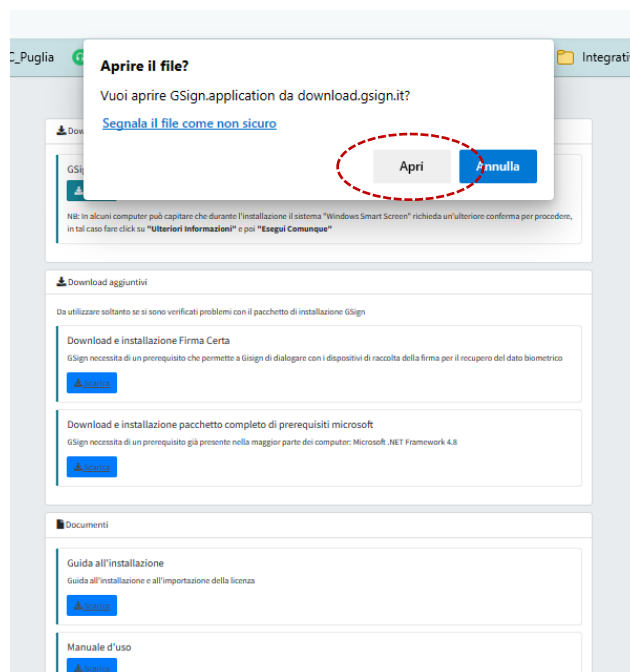 C_Puglia
Integrati
Aprire il file?
Vuoi aprire GSign.application da download.gsign.it?
Segnala il file come non sicuro
Apri
Annulla
Dow
GSig
NB: In alcuni computer può capitare che durante l'installazione il sistema "Windows Smart Screen" richieda un'ulteriore conferma per procedere,
in tal caso fare click su "Ulteriori Informazioni" e poi "Esegui Comunque"
Download aggiuntivi
Da utilizzare soltanto se si sono verificati problemi con il pacchetto di installazione GSign
Download e installazione Firma Certa
GSign necessita di un prerequisito che permette a Gisign di dialogare con i dispositivi di raccolta della firma per il recupero del dato biometrico
Scarica
Download e installazione pacchetto completo di prerequisiti microsoft
GSign necessita di un prerequisito già presente nella maggior parte dei computer: Microsoft .NET Framework 4.8
Scarica
Documenti
Guida all'installazione
Guida all'installazione e all'importazione della licenza
Scarica
Manuale d'uso
Scarica